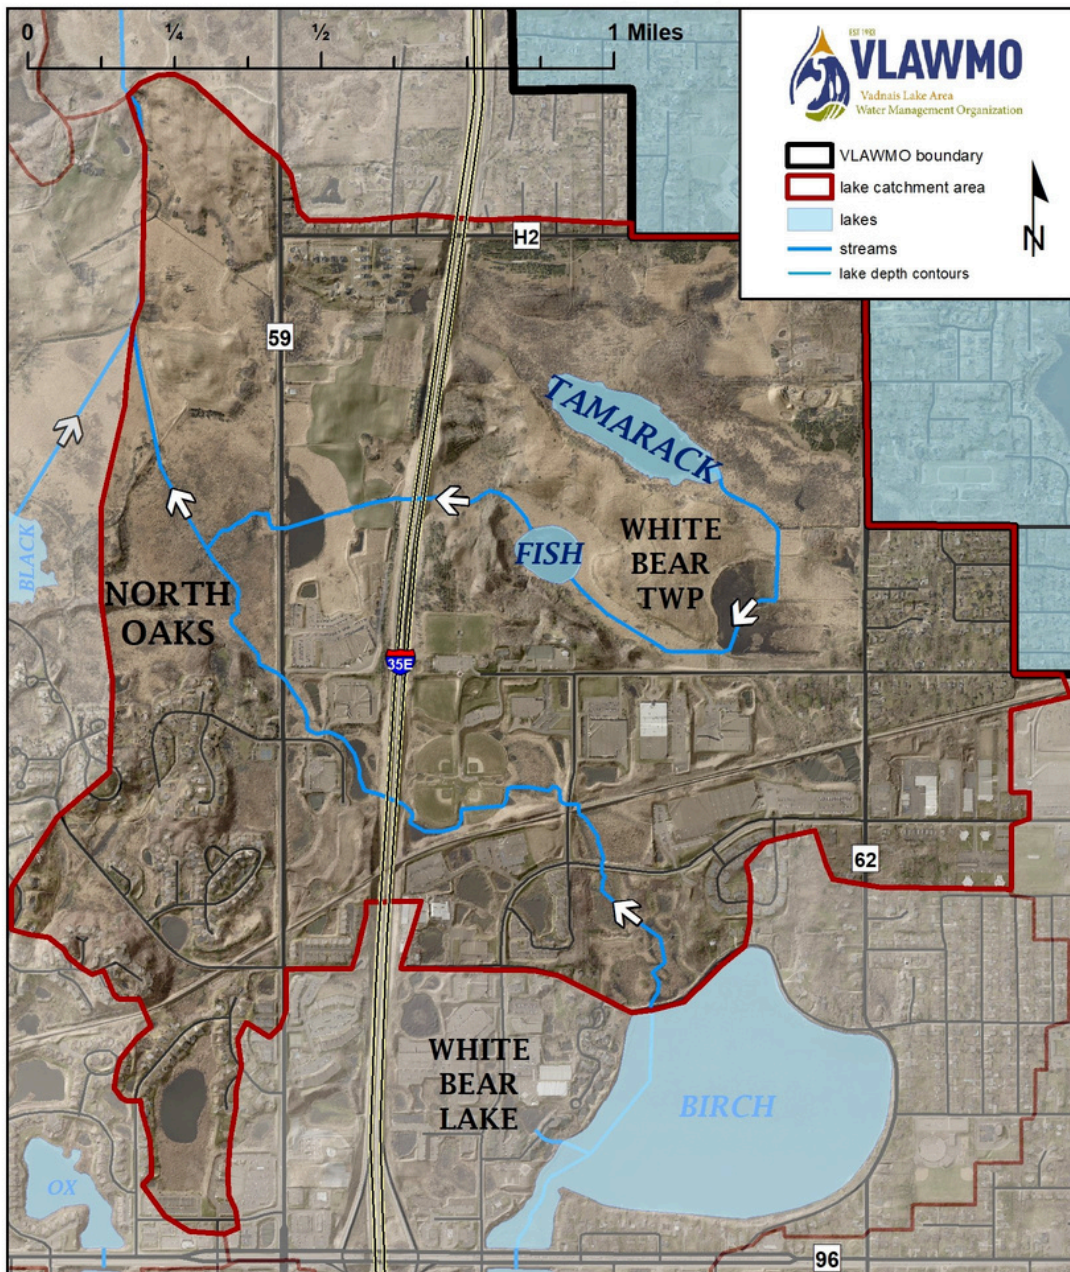 0 ¼ ½ 1 Miles
EST 1983
VLAWMO
Vadnais Lake Area
Water Management Organization
VLAWMO boundary
lake catchment area
lakes
streams
lake depth contours
N
H2
59
TAMARACK
BLACK
FISH
WHITE
BEAR
TWP
NORTH
OAKS
35E
62
WHITE
BEAR
LAKE
BIRCH
OX
96